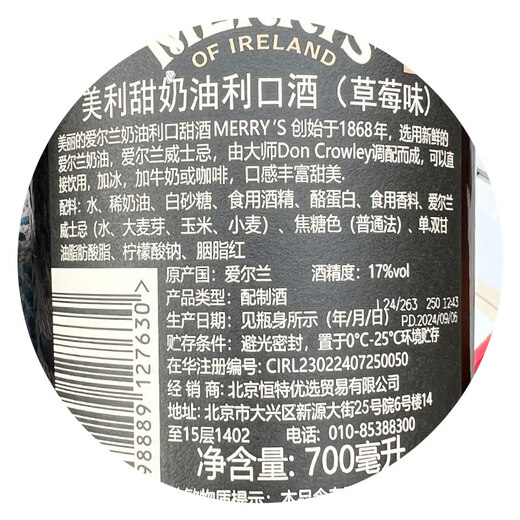 MERRY'S
OF IRELAND
美利甜奶油利口酒（草莓味）
美丽的爱尔兰奶油利口甜酒MERRY'S 创始于1868年，选用新鲜的
爱尔兰奶油，爱尔兰威士忌，由大师Don Crowley调配而成，可以直
接饮用，加冰，加牛奶或咖啡，口感丰富甜美.
配料：水、稀奶油、白砂糖、食用酒精、酪蛋白、食用香料、爱尔兰
威士忌（水、大麦芽、玉米、小麦）、焦糖色（普通法）、单,双甘
油脂肪酸脂、柠檬酸钠、胭脂红
原产国：爱尔兰 酒精度：17%vol
产品类型：配制酒
L24/263 250 1243
生产日期：见瓶身所示（年/月/日）
P.D.2024/09/06
贮存条件：避光密封，置于0°C-25°C环境贮存
在华注册编号：CIRL23022407250050
经 销 商：北京恒特优选贸易有限公司
地址：北京市大兴区新源大街25号院6号楼14
至15层1402 电话：010-85388300
净含量: 700毫升
98889 127630